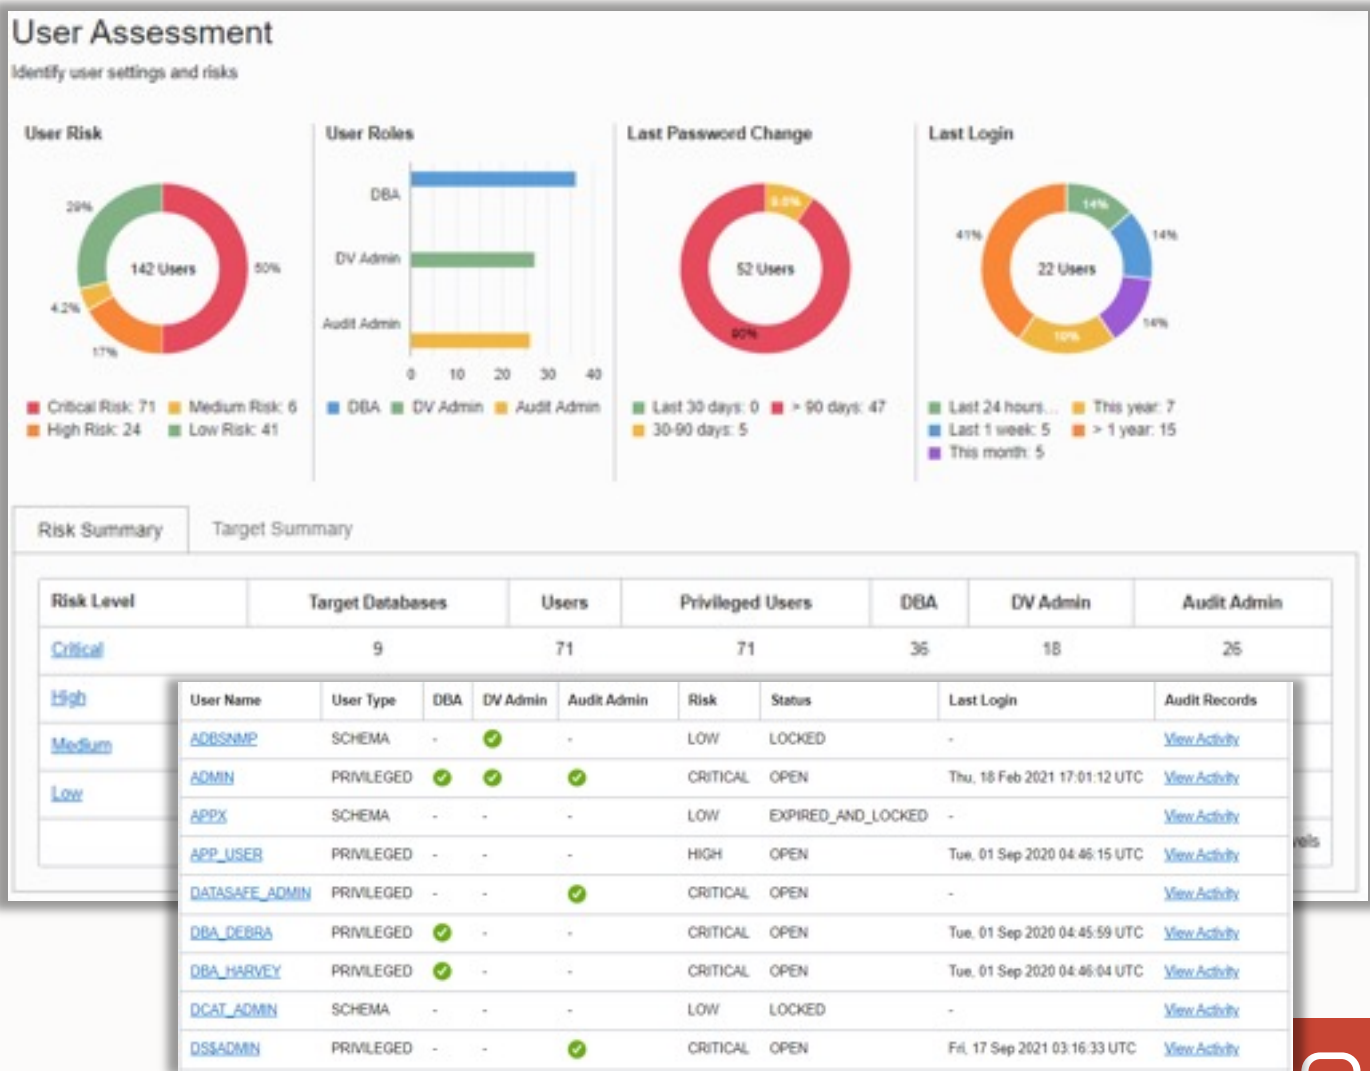 User Assessment
Identify user settings and risks
User Risk
29%
142 Users
50%
4.2%
17%
Critical Risk: 71 Medium Risk: 6
High Risk: 24 Low Risk: 41
User Roles
DBA
DV Admin
Audit Admin
0 10 20 30 40
DBA DV Admin Audit Admin
Last Password Change
52 Users
90%
Last 30 days: 0 > 90 days: 47
30-90 days: 5
Last Login
14%
41% 14%
22 Users
14%
Last 24 hours... This year: 7
Last 1 week: 5 > 1 year: 15
This month: 5
Risk Summary Target Summary
Risk Level Target Databases Users Privileged Users DBA DV Admin Audit Admin
Critical 9 71 71 36 18 26
High
Medium
Low
User Name User Type DBA DV Admin Audit Admin Risk Status Last Login Audit Records
ADBSNMP SCHEMA - - LOW LOCKED - View Activity
ADMIN PRIVILEGED CRITICAL OPEN Thu, 18 Feb 2021 17:01:12 UTC View Activity
APPX SCHEMA - - - LOW EXPIRED_AND_LOCKED - View Activity
APP_USER PRIVILEGED - - - HIGH OPEN Tue, 01 Sep 2020 04:46:15 UTC View Activity
DATASAFE_ADMIN PRIVILEGED - - CRITICAL OPEN - View Activity
DBA_DEBRA PRIVILEGED - - CRITICAL OPEN Tue, 01 Sep 2020 04:45:59 UTC View Activity
DBA_HARVEY PRIVILEGED - - CRITICAL OPEN Tue, 01 Sep 2020 04:46:04 UTC View Activity
DCAT_ADMIN SCHEMA - - - LOW LOCKED - View Activity
DS$ADMIN PRIVILEGED - - CRITICAL OPEN Fri, 17 Sep 2021 03:16:33 UTC View Activity